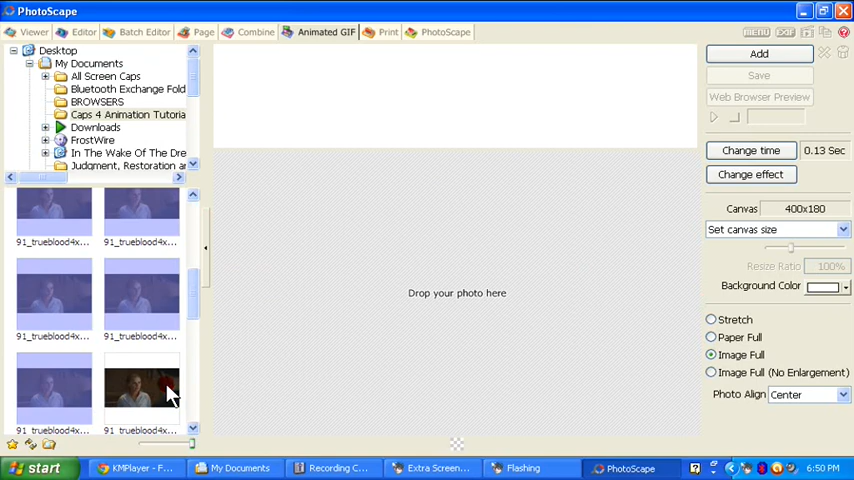 PhotoScape
Viewer Editor Batch Editor Page Combine Animated GIF Print PhotoScape MENU EXIF
Desktop
My Documents
All Screen Caps
Bluetooth Exchange Fold
BROWSERS
Caps 4 Animation Tutoria
Downloads
FrostWire
In The Wake Of The Dre
Judgment, Restoration ar
91_trueblood4x... 91_trueblood4x...
91_trueblood4x... 91_trueblood4x...
91_trueblood4x... 91_trueblood4x...
Drop your photo here
Add
Save
Web Browser Preview
Change time 0.13 Sec
Change effect
Canvas 400x180
Set canvas size
Resize Ratio 100%
Background Color
Stretch
Paper Full
Image Full
Image Full (No Enlargement)
Photo Align Center
start KMPlayer - F... My Documents Recording C... Extra Screen... Flashing PhotoScape 6:50 PM